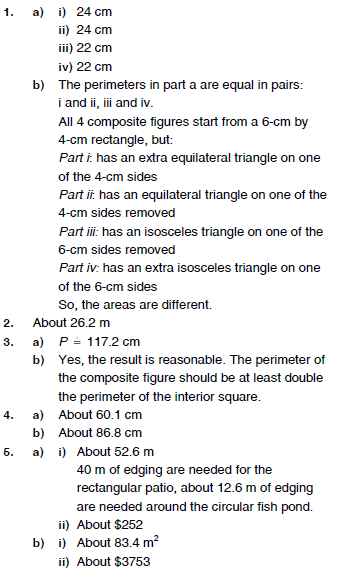 1. a) i) 24 cm
ii) 24 cm
iii) 22 cm
iv) 22 cm
b) The perimeters in part a are equal in pairs:
i and ii, iii and iv.
All 4 composite figures start from a 6-cm by
4-cm rectangle, but:
Part i: has an extra equilateral triangle on one
of the 4-cm sides
Part ii: has an equilateral triangle on one of the
4-cm sides removed
Part iii: has an isosceles triangle on one of the
6-cm sides removed
Part iv: has an extra isosceles triangle on one
of the 6-cm sides
So, the areas are different.
2. About 26.2 m
3. a) P ≐ 117.2 cm
b) Yes, the result is reasonable. The perimeter of
the composite figure should be at least double
the perimeter of the interior square.
4. a) About 60.1 cm
b) About 86.8 cm
5. a) i) About 52.6 m
40 m of edging are needed for the
rectangular patio, about 12.6 m of edging
are needed around the circular fish pond.
ii) About $252
b) i) About 83.4 m²
ii) About $3753